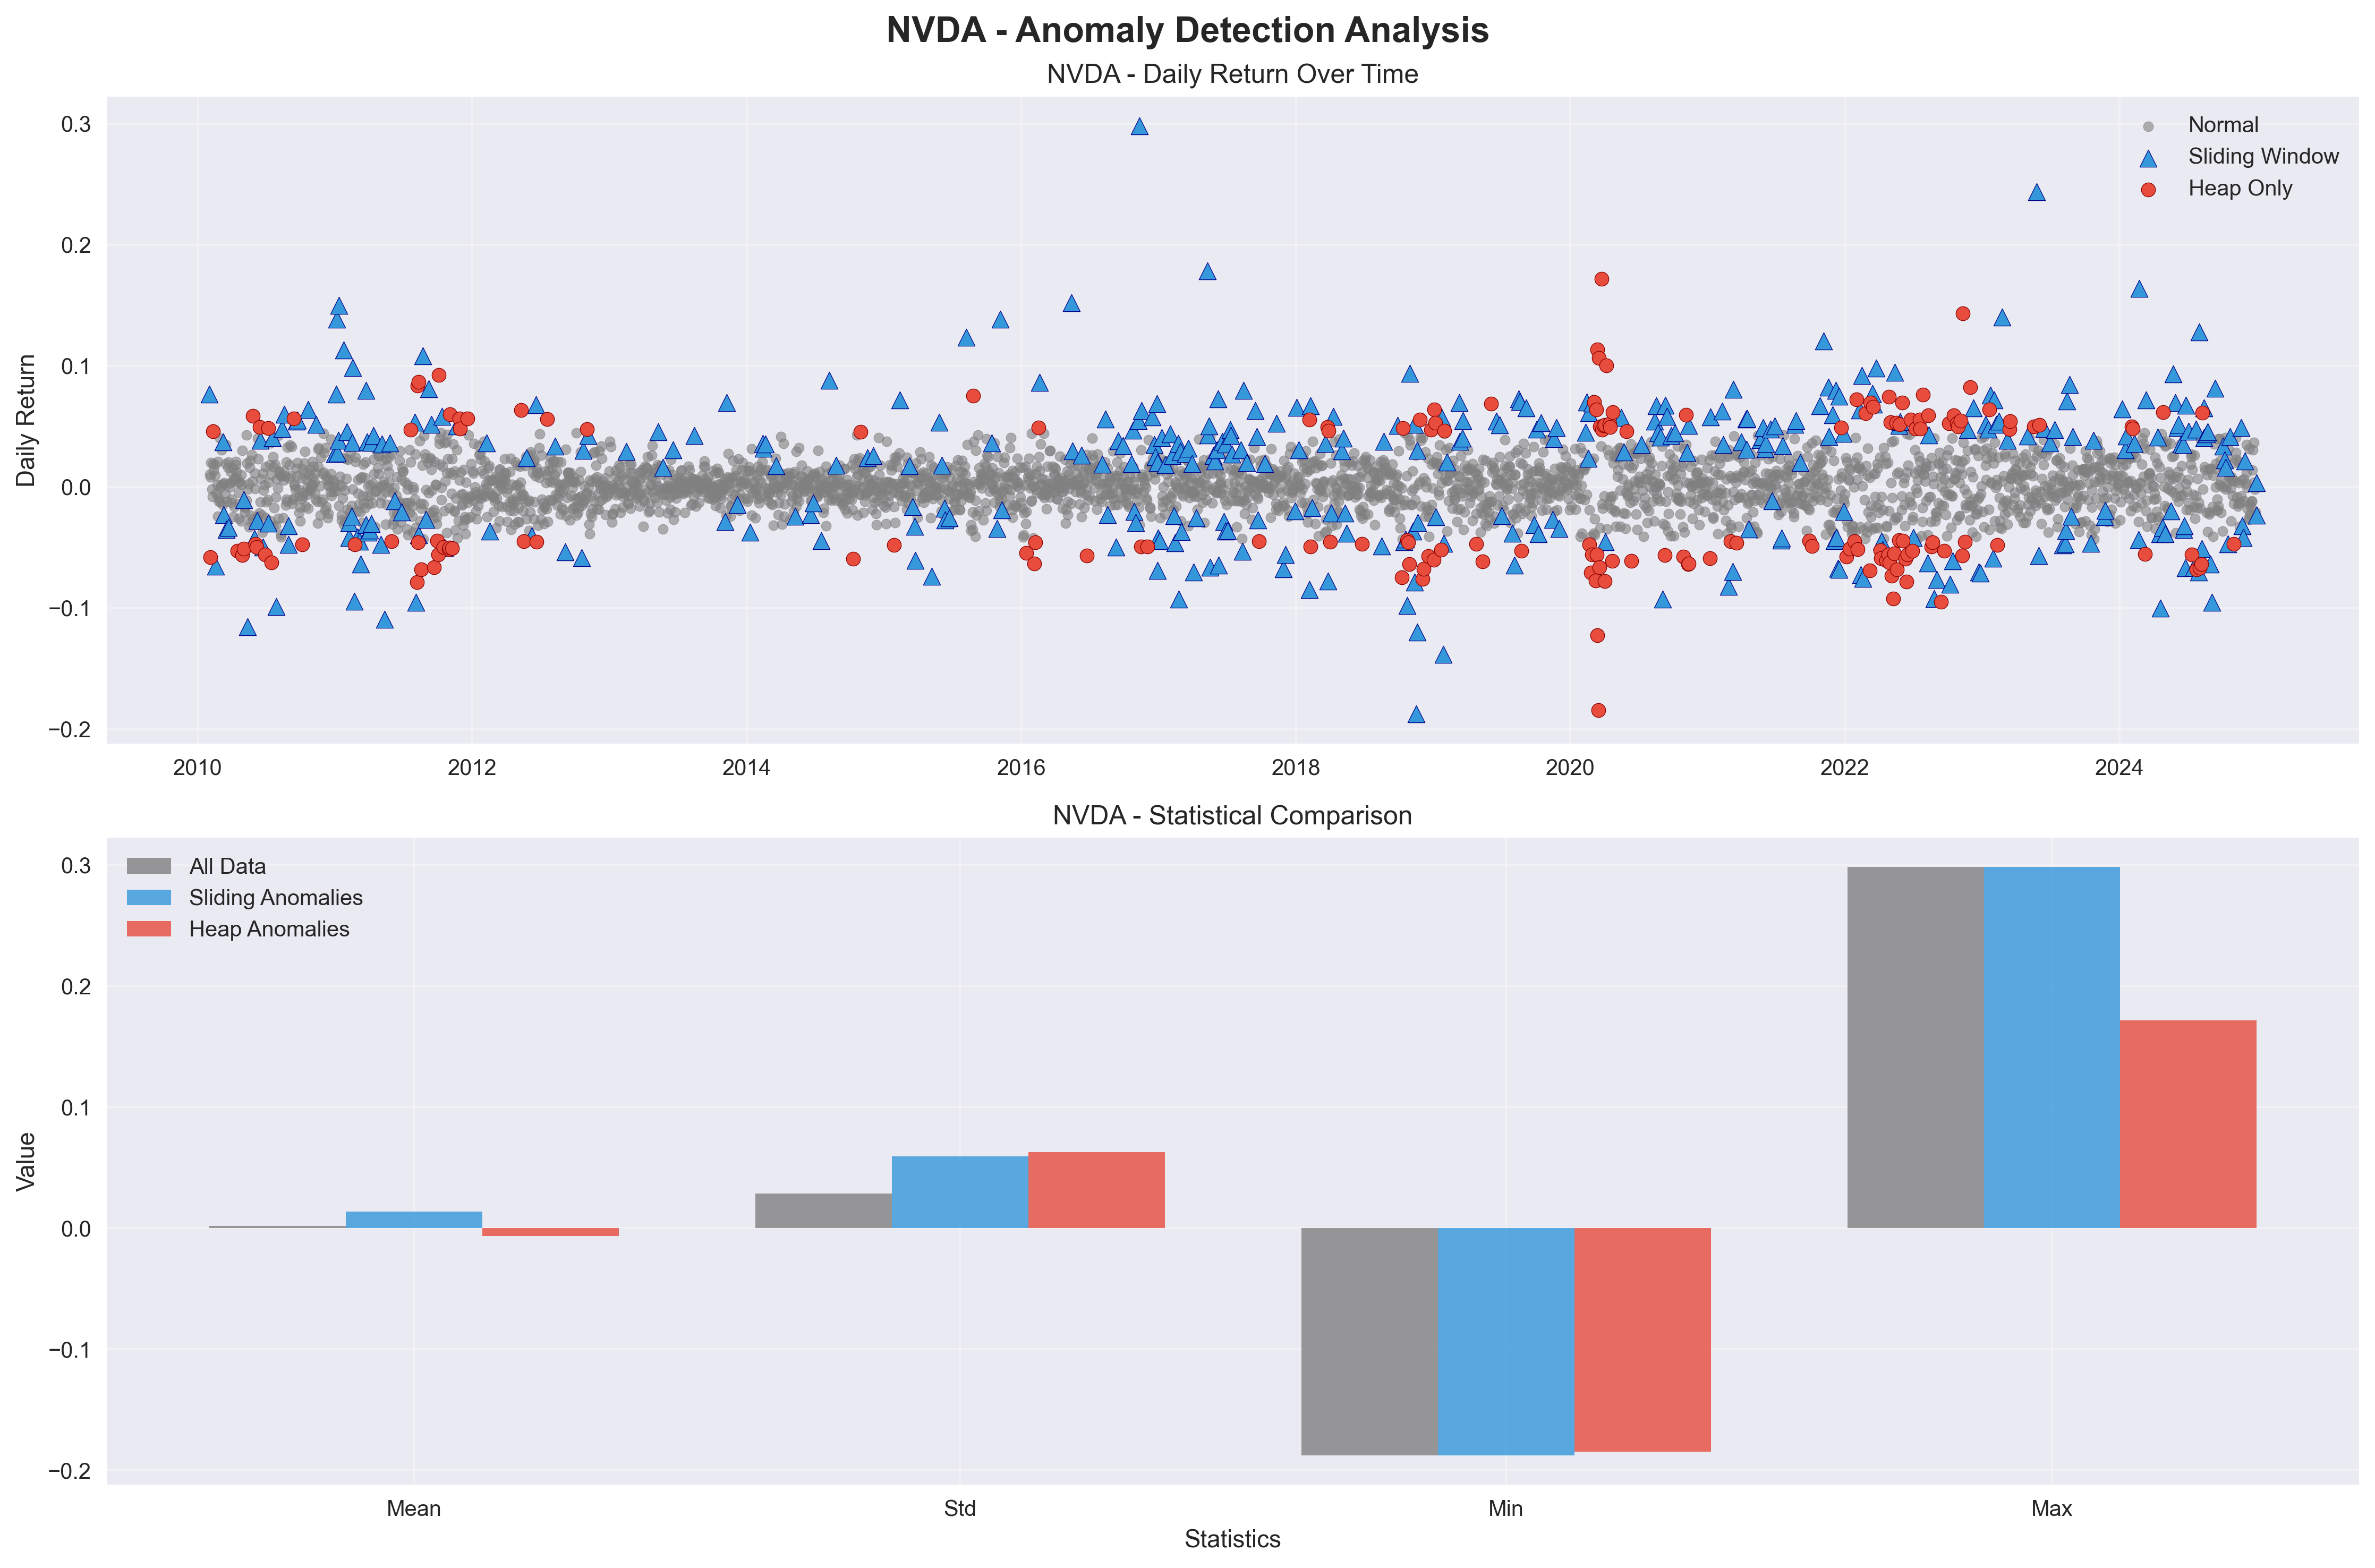 NVDA - Anomaly Detection Analysis
NVDA - Daily Return Over Time
Daily Return
0.3
0.2
0.1
0.0
−0.1
−0.2
Normal
Sliding Window
Heap Only
2010 2012 2014 2016 2018 2020 2022 2024
NVDA - Statistical Comparison
Value
0.3
0.2
0.1
0.0
−0.1
−0.2
All Data
Sliding Anomalies
Heap Anomalies
Mean Std Min Max
Statistics